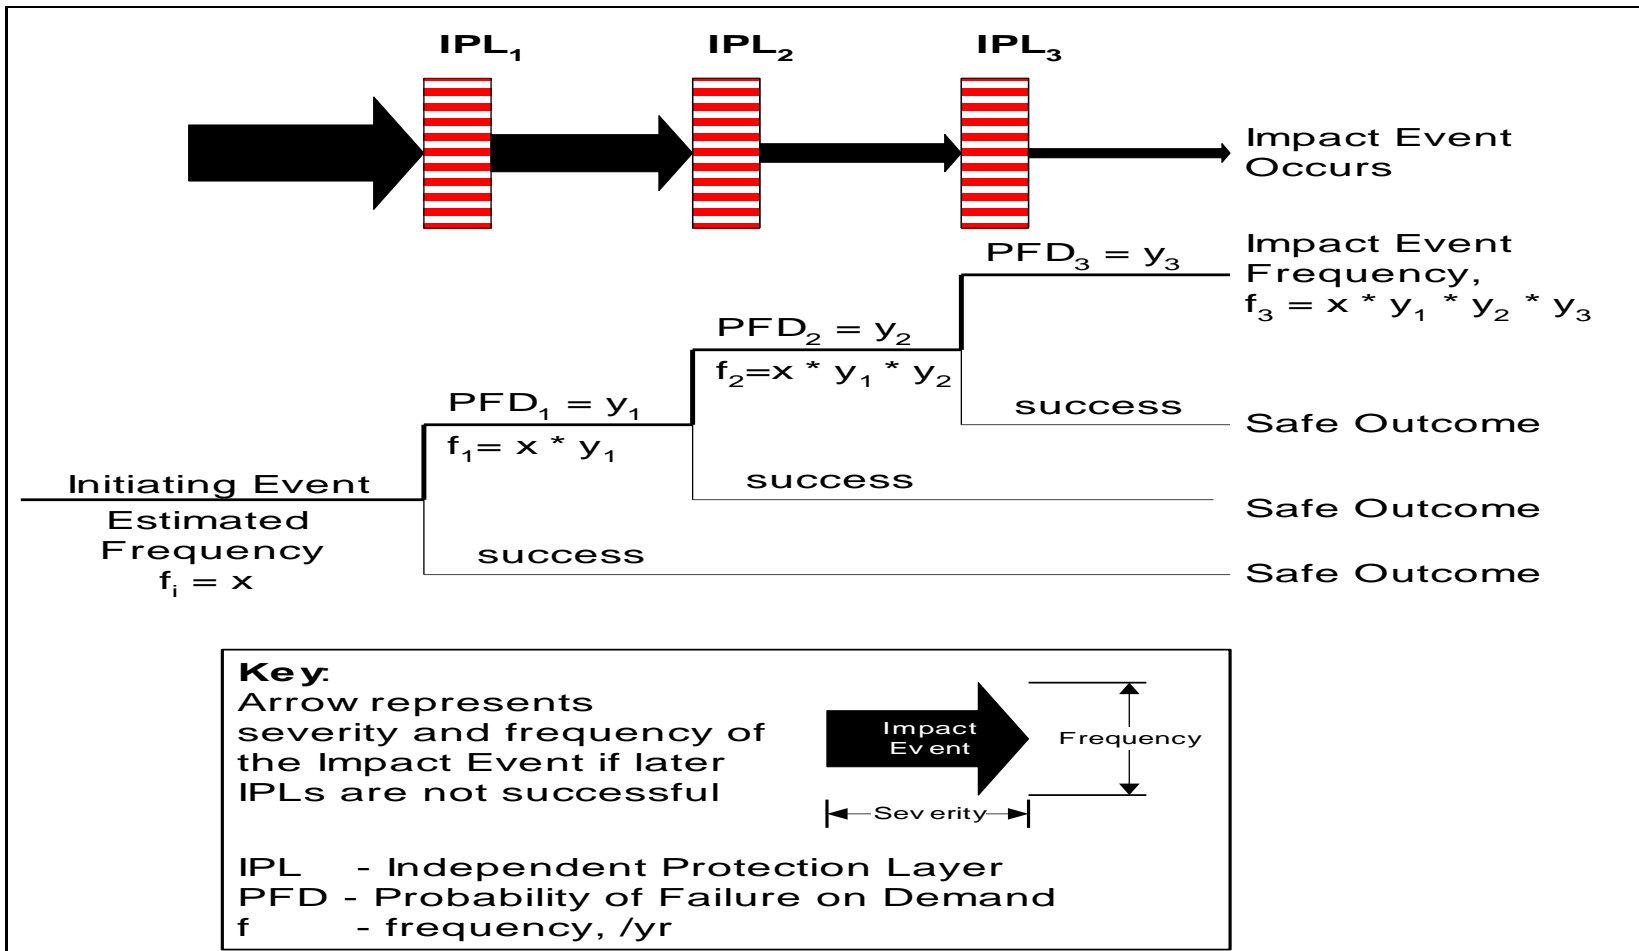 IPL₁ IPL₂ IPL₃
Impact Event
Occurs
PFD₃ = y₃
Impact Event
Frequency,
f₃ = x * y₁ * y₂ * y₃
PFD₂ = y₂
f₂=x * y₁ * y₂
PFD₁ = y₁
f₁= x * y₁
success
Safe Outcome
Initiating Event
success
Safe Outcome
Estimated
Frequency
fᵢ = x
success
Safe Outcome
Key:
Arrow represents
severity and frequency of
the Impact Event if later
IPLs are not successful
Impact
Event
Frequency
Severity
IPL - Independent Protection Layer
PFD - Probability of Failure on Demand
f - frequency, /yr